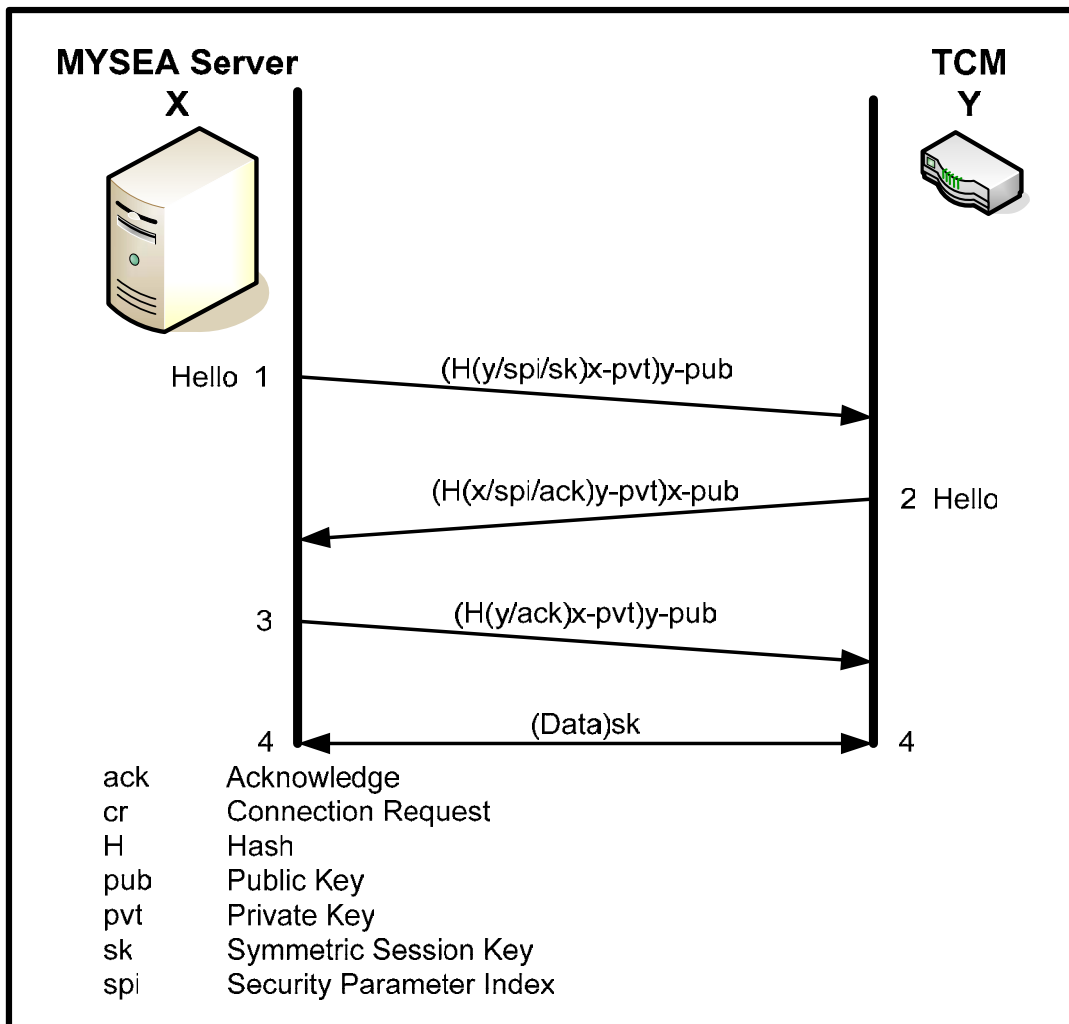 MYSEA Server
X
TCM
Y
Hello 1
(H(y/spi/sk)x-pvt)y-pub
(H(x/spi/ack)y-pvt)x-pub
2 Hello
3
(H(y/ack)x-pvt)y-pub
4
(Data)sk
4
ack Acknowledge
cr Connection Request
H Hash
pub Public Key
pvt Private Key
sk Symmetric Session Key
spi Security Parameter Index